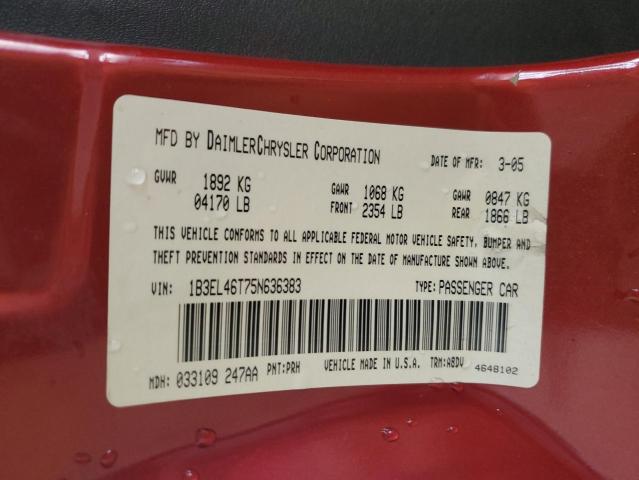 MFD BY DAIMLERCHRYSLER CORPORATION DATE OF MFR: 3-05
GVWR 1892 KG GAWR 1068 KG GAWR 0847 KG
04170 LB FRONT 2354 LB REAR 1866 LB
THIS VEHICLE CONFORMS TO ALL APPLICABLE FEDERAL MOTOR VEHICLE SAFETY, BUMPER AND
THEFT PREVENTION STANDARDS IN EFFECT ON THE DATE OF MANUFACTURE SHOWN ABOVE.
VIN: 1B3EL46T75N636383 TYPE: PASSENGER CAR
MDH: 033109 247AA PNT:PRH VEHICLE MADE IN U.S.A. TRM:ABDV 4648102